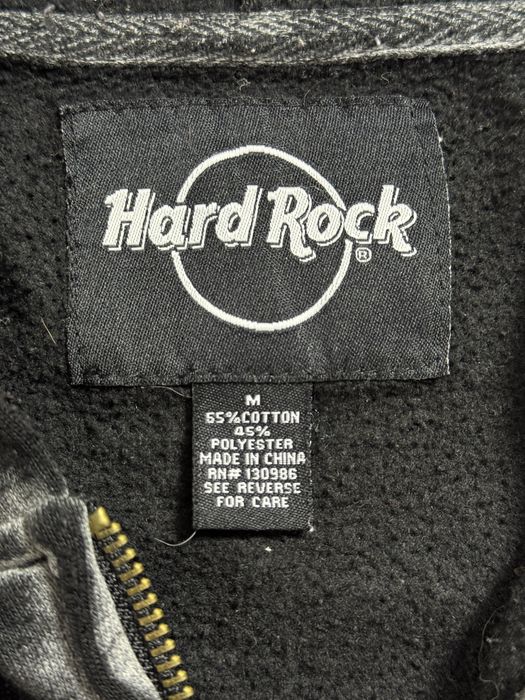 Hard Rock
®
M
55%COTTON
45%
POLYESTER
MADE IN CHINA
RN# 130986
SEE REVERSE
FOR CARE